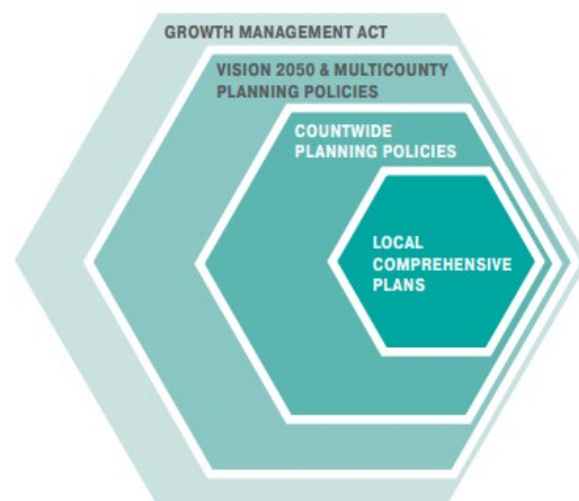 GROWTH MANAGEMENT ACT
VISION 2050 & MULTICOUNTY
PLANNING POLICIES
COUNTWIDE
PLANNING POLICIES
LOCAL
COMPREHENSIVE
PLANS